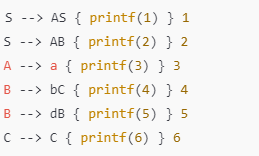 S --> AS { printf(1) } 1
S --> AB { printf(2) } 2
A --> a { printf(3) } 3
B --> bC { printf(4) } 4
B --> dB { printf(5) } 5
C --> C { printf(6) } 6